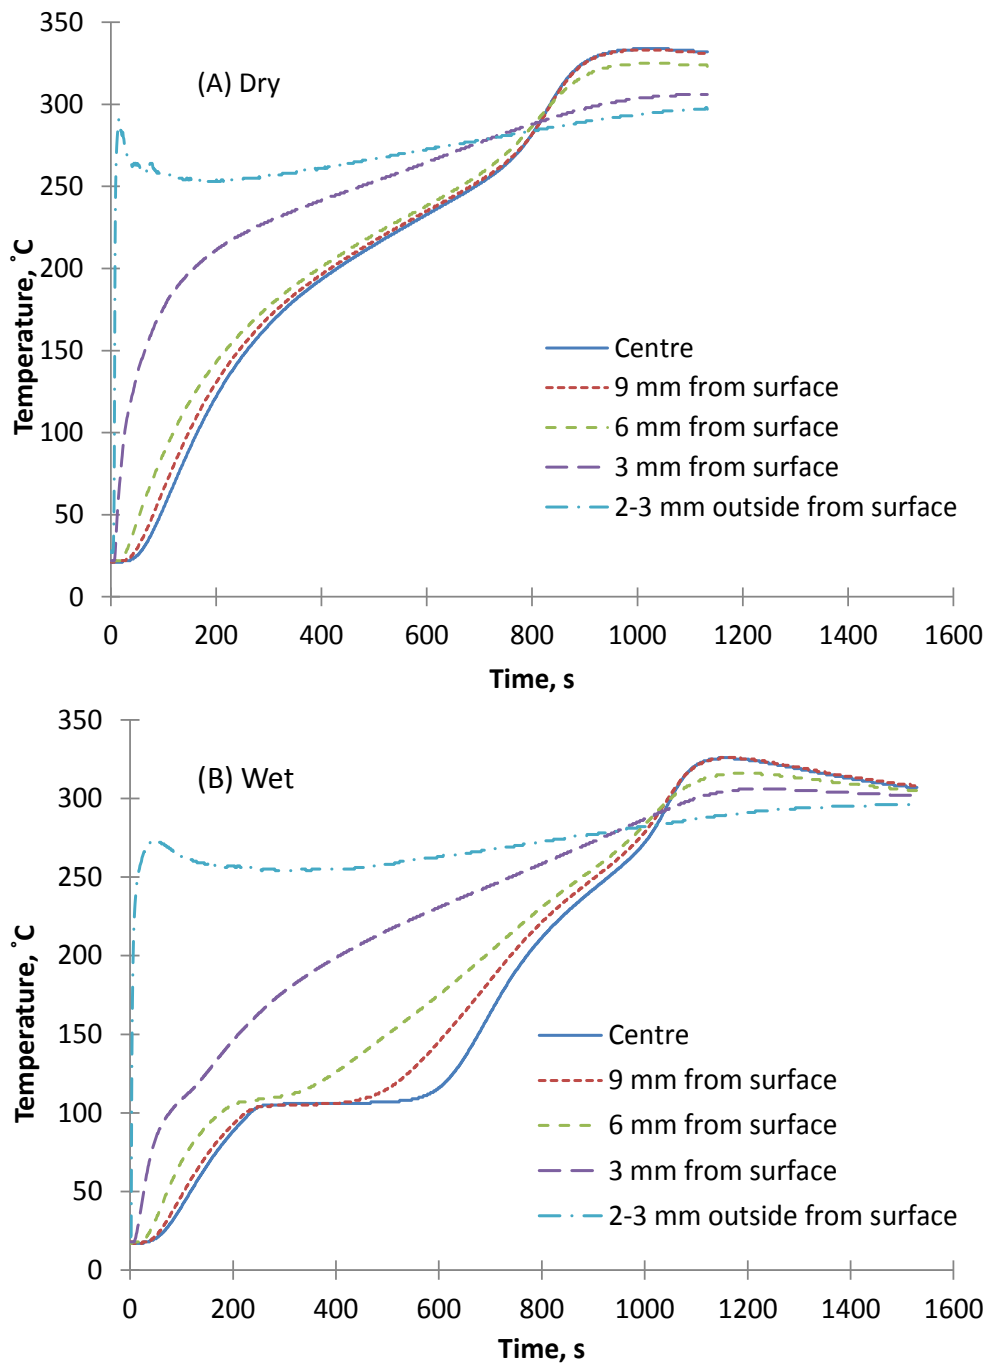 350
300
250
200
150
100
50
0
Temperature, ˚C
(A) Dry
Centre
9 mm from surface
6 mm from surface
3 mm from surface
2-3 mm outside from surface
0 200 400 600 800 1000 1200 1400 1600
Time, s
350
300
250
200
150
100
50
0
Temperature, ˚C
(B) Wet
Centre
9 mm from surface
6 mm from surface
3 mm from surface
2-3 mm outside from surface
0 200 400 600 800 1000 1200 1400 1600
Time, s